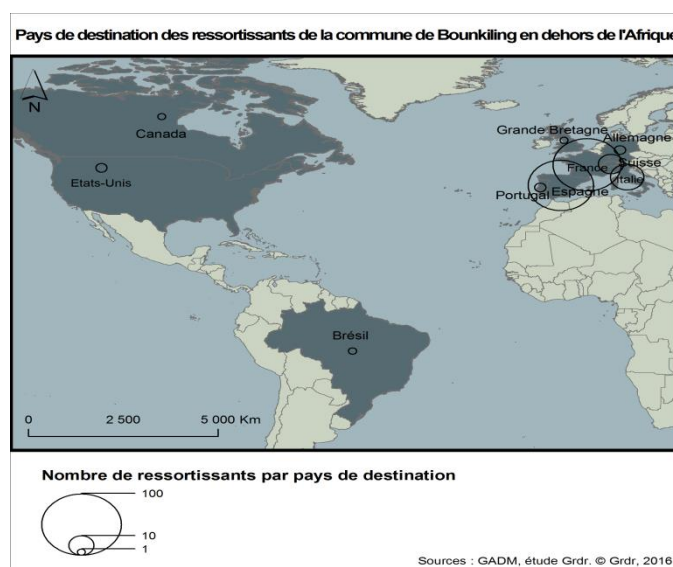 Pays de destination des ressortissants de la commune de Bounkiling en dehors de l'Afrique
N
Canada
Etats-Unis
Grande Bretagne
Allemagne
France
Suisse
Italie
Portugal
Espagne
Brésil
0 2 500 5 000 Km
Nombre de ressortissants par pays de destination
100
10
1
Sources : GADM, étude Grdr. © Grdr, 2016